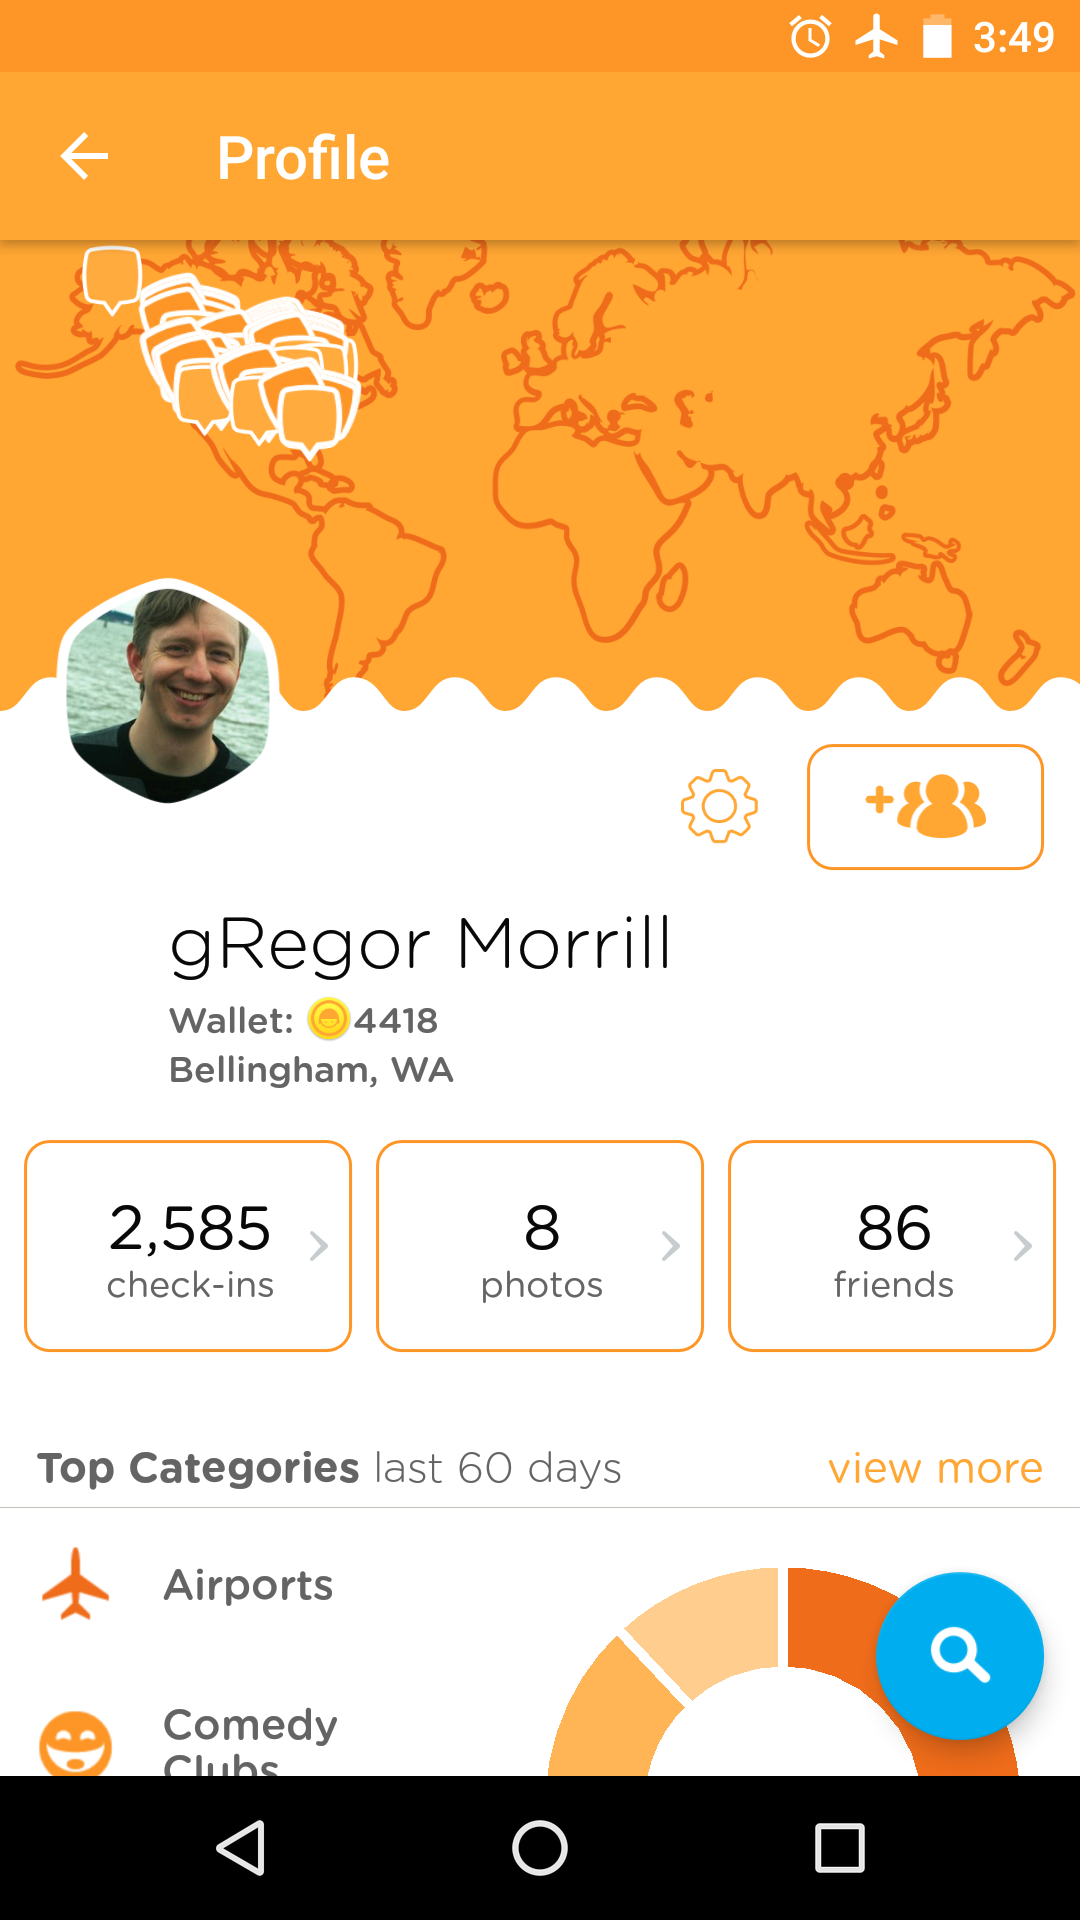 3:49
Profile
gRegor Morrill
Wallet: 4418
Bellingham, WA
2,585
check-ins
8
photos
86
friends
Top Categories last 60 days
view more
Airports
Comedy
Clubs